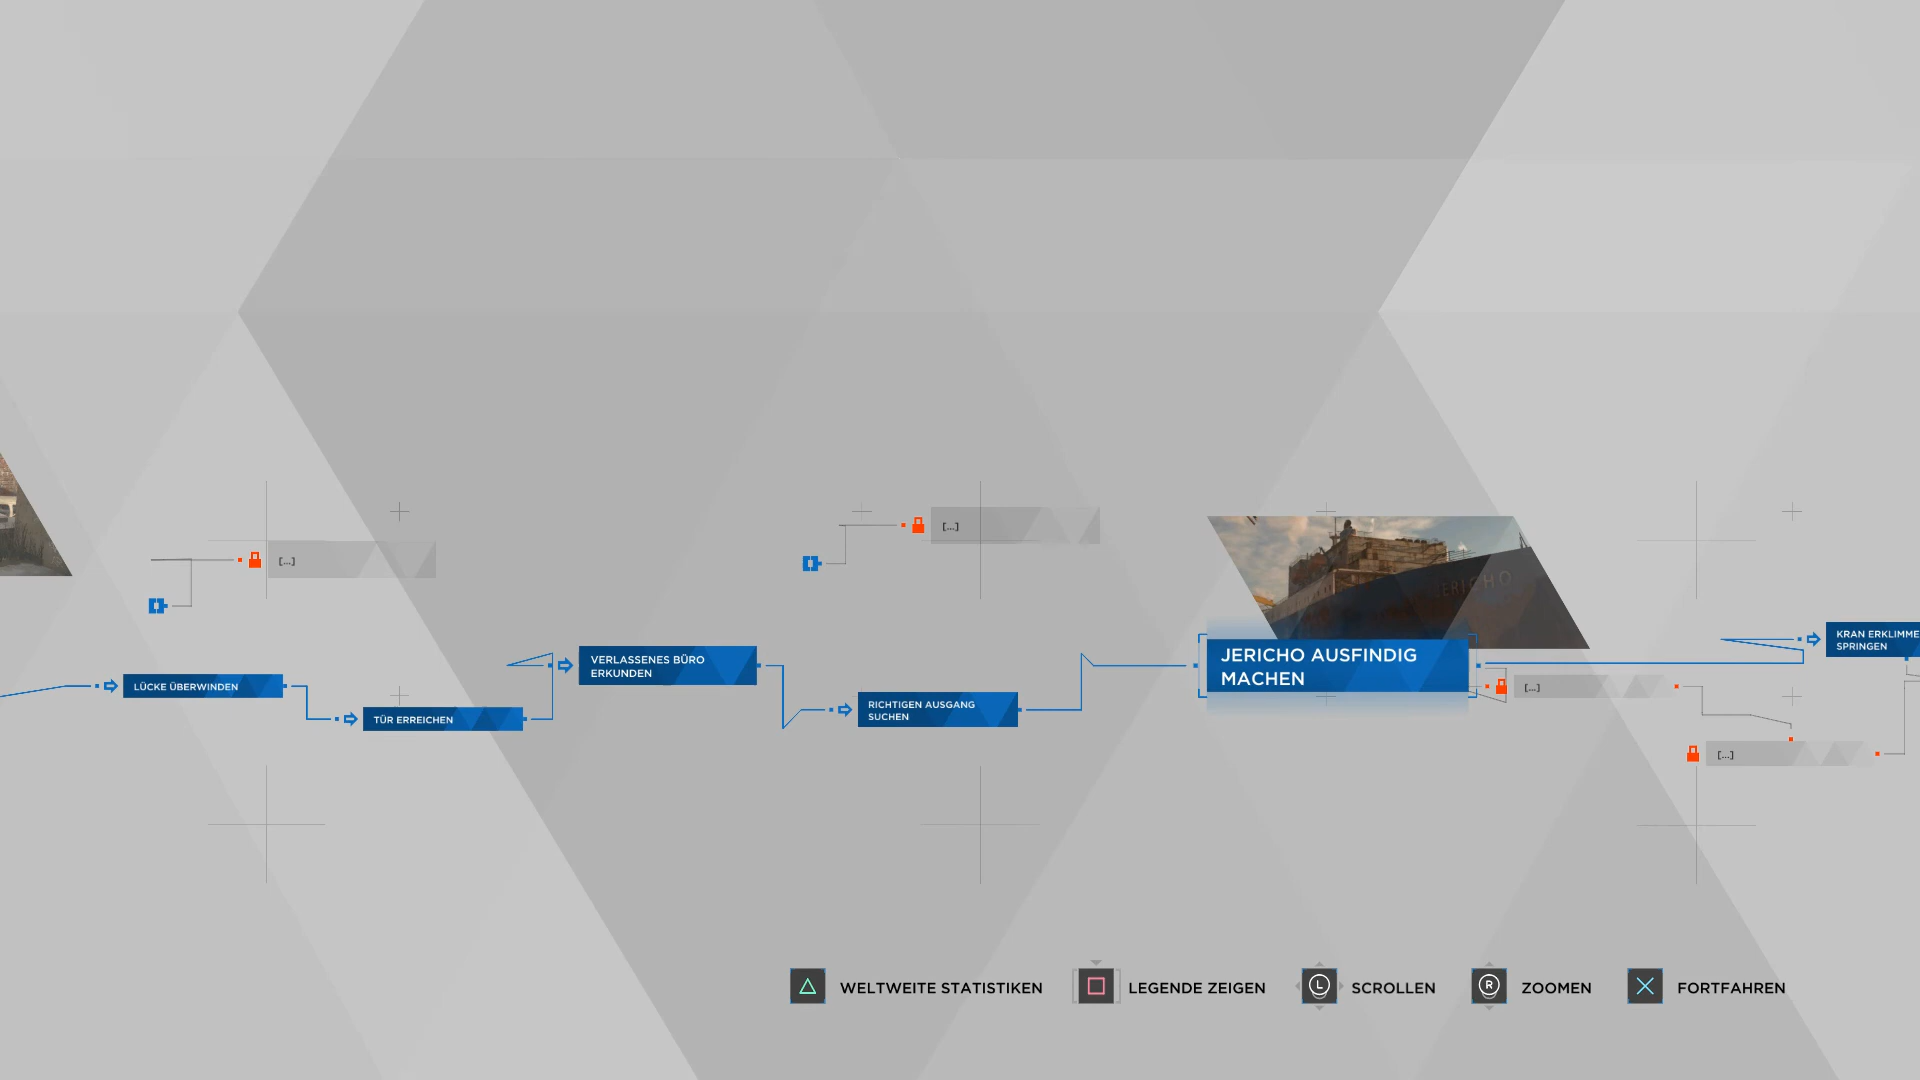 [...]
[...]
JERICHO
KRAN ERKLIMME
SPRINGEN
VERLASSENES BÜRO
ERKUNDEN
JERICHO AUSFINDIG
MACHEN
LÜCKE ÜBERWINDEN
[...]
RICHTIGEN AUSGANG
SUCHEN
TÜR ERREICHEN
[...]
WELTWEITE STATISTIKEN
LEGENDE ZEIGEN
L
SCROLLEN
R
ZOOMEN
FORTFAHREN